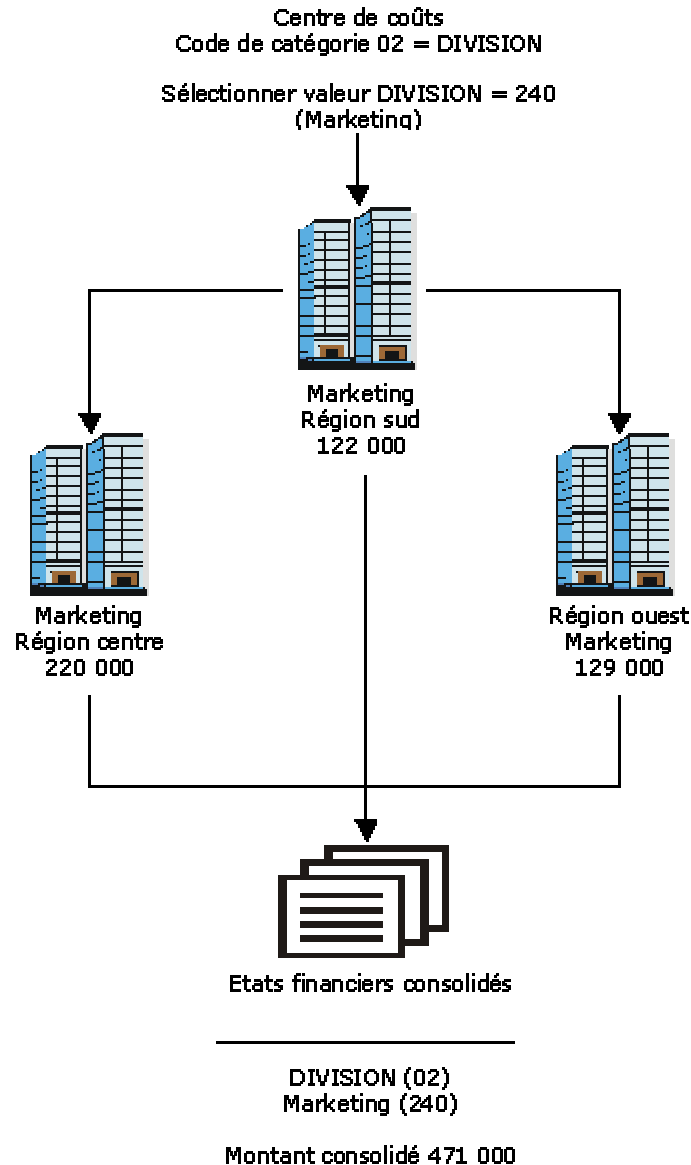 Centre de coûts
Code de catégorie 02 = DIVISION
Sélectionner valeur DIVISION = 240
(Marketing)
Marketing
Région sud
122 000
Marketing
Région centre
220 000
Région ouest
Marketing
129 000
Etats financiers consolidés
DIVISION (02)
Marketing (240)
Montant consolidé 471 000